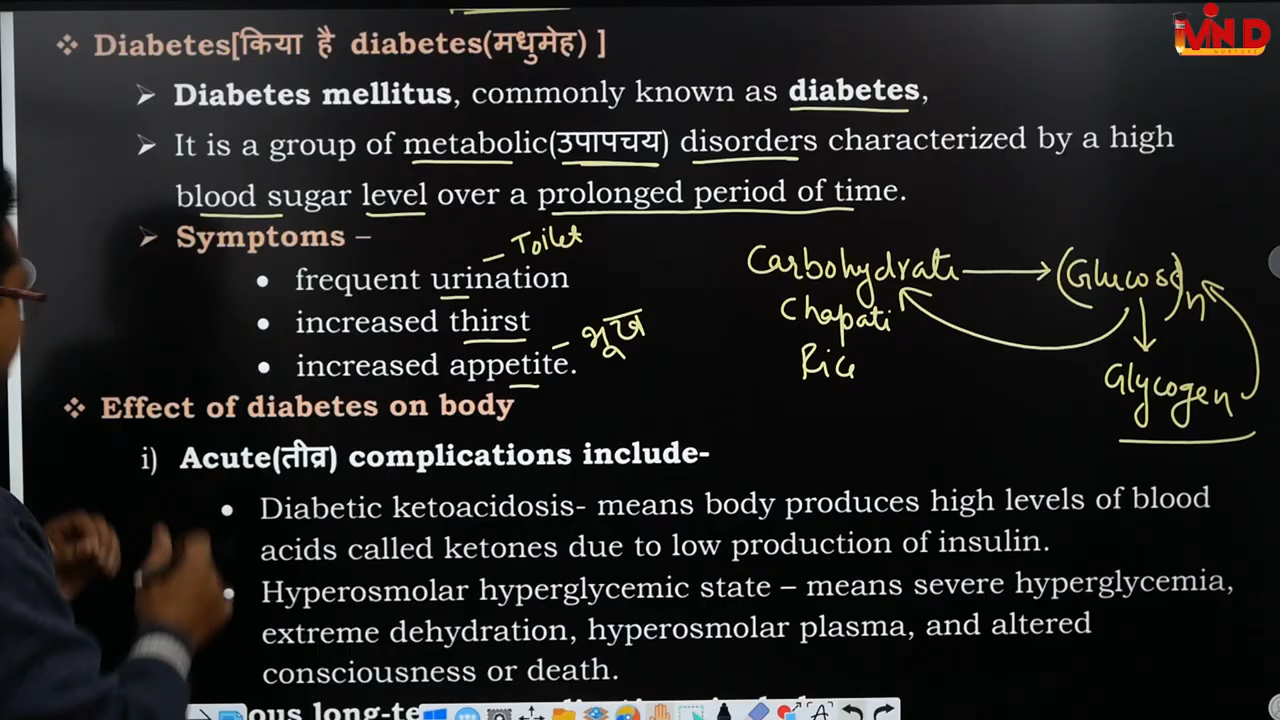 MIND
NURTURE
❖ Diabetes[किया है diabetes(मधुमेह) ]
➢ Diabetes mellitus, commonly known as diabetes,
➢ It is a group of metabolic(उपापचय) disorders characterized by a high
blood sugar level over a prolonged period of time.
➢ Symptoms –
– Toilet
• frequent urination
• increased thirst
– भूख
• increased appetite.
Carbohydrate → (Glucose)n
Chapati
Rice
Glycogen
❖ Effect of diabetes on body
i) Acute(तीव्र) complications include-
• Diabetic ketoacidosis- means body produces high levels of blood
acids called ketones due to low production of insulin.
• Hyperosmolar hyperglycemic state – means severe hyperglycemia,
extreme dehydration, hyperosmolar plasma, and altered
consciousness or death.